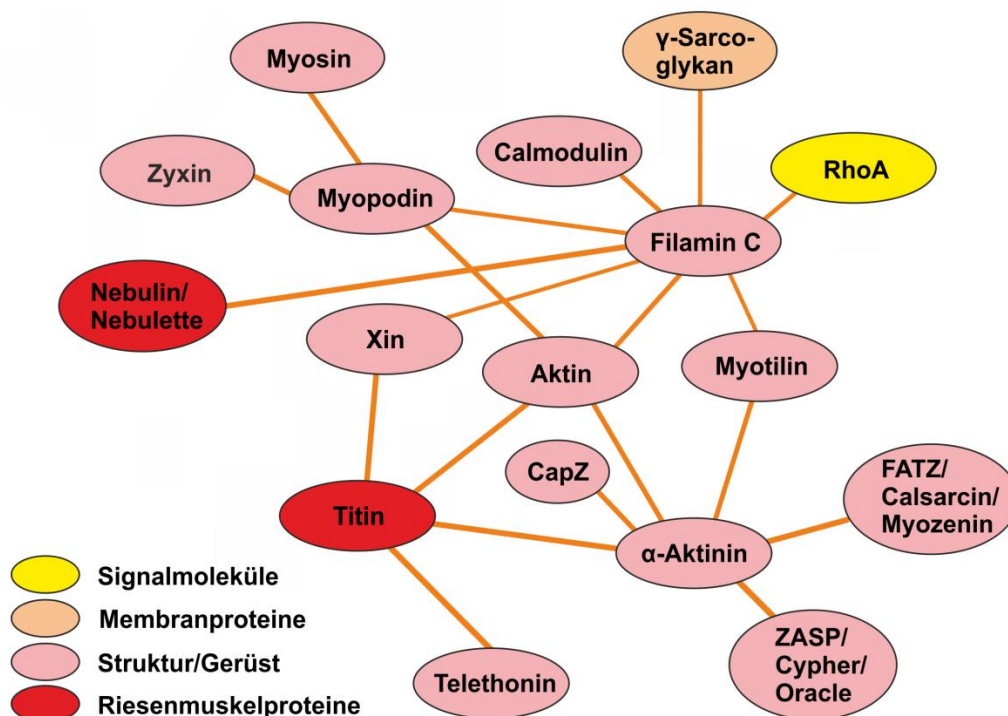 γ-Sarco-
glykan
Myosin
Calmodulin
RhoA
Zyxin
Myopodin
Filamin C
Nebulin/
Nebulette
Xin
Aktin
Myotilin
CapZ
FATZ/
Calsarcin/
Myozenin
Titin
α-Aktinin
Signalmoleküle
Membranproteine
Struktur/Gerüst
Riesenmuskelproteine
Telethonin
ZASP/
Cypher/
Oracle